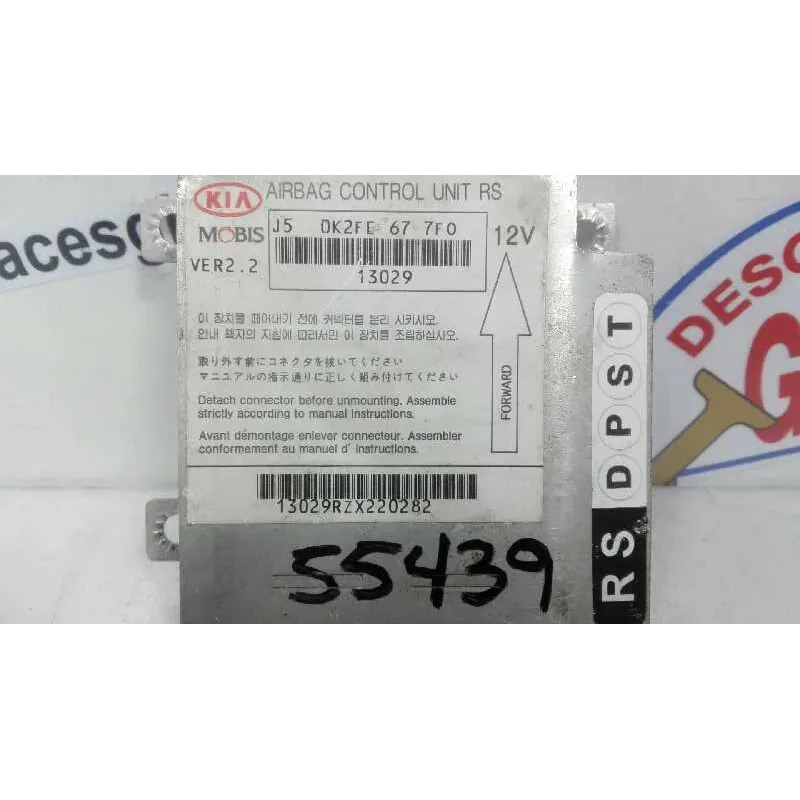 KIA AIRBAG CONTROL UNIT RS
MOBIS J5 0K2FE 67 7F0 12V
VER2.2 13029
이 장치를 떼어내기 전에 커넥터를 분리 시키시오.
안내 책자의 지침에 따라서만 이 장치를 조립하십시오.
取り外す前にコネクタを抜いてください
マニュアルの指示通りに正しく組み付けてください
Detach connector before unmounting. Assemble
strictly according to manual instructions.
Avant démontage enlever connecteur. Assembler
conformement au manuel d' instructions.
FORWARD
13029RZX220282
55439
RS D P S T
acesg
DESG
G